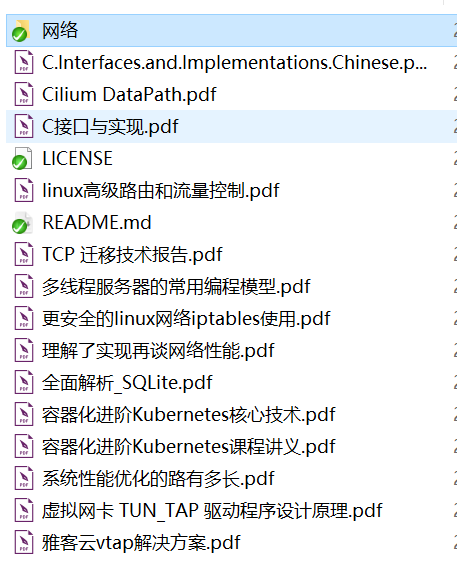 网络
C.Interfaces.and.Implementations.Chinese.p...
Cilium DataPath.pdf
C接口与实现.pdf
LICENSE
linux高级路由和流量控制.pdf
README.md
TCP 迁移技术报告.pdf
多线程服务器的常用编程模型.pdf
更安全的linux网络iptables使用.pdf
理解了实现再谈网络性能.pdf
全面解析_SQLite.pdf
容器化进阶Kubernetes核心技术.pdf
容器化进阶Kubernetes课程讲义.pdf
系统性能优化的路有多长.pdf
虚拟网卡 TUN_TAP 驱动程序设计原理.pdf
雅客云vtap解决方案.pdf